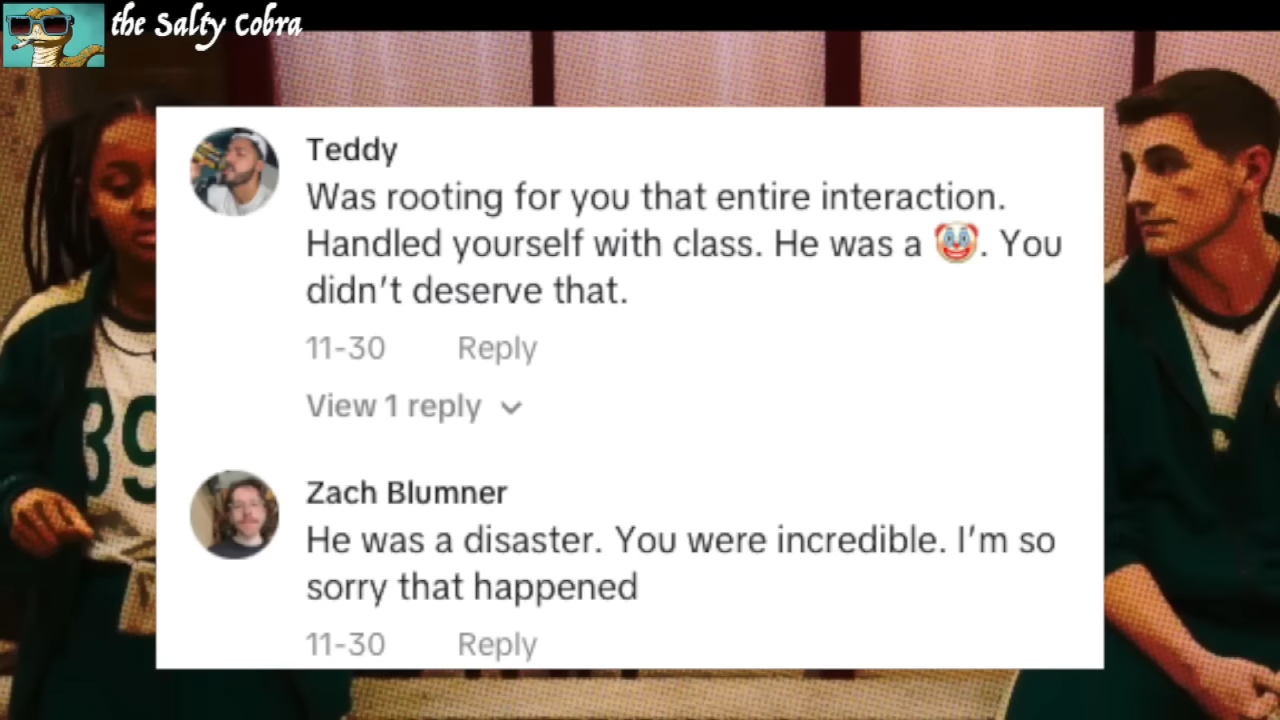 the Salty Cobra
Teddy
Was rooting for you that entire interaction.
Handled yourself with class. He was a 🤡. You
didn't deserve that.
11-30 Reply
View 1 reply
39
Zach Blumner
He was a disaster. You were incredible. I'm so
sorry that happened
11-30 Reply